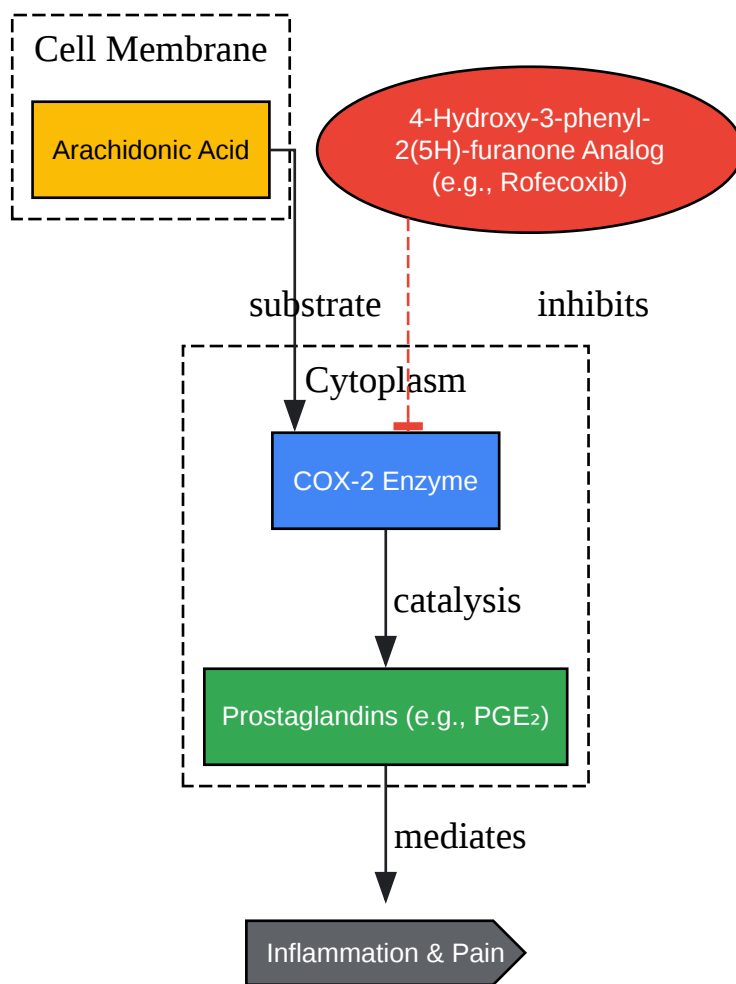 Cell Membrane
Arachidonic Acid
4-Hydroxy-3-phenyl-
2(5H)-furanone Analog
(e.g., Rofecoxib)
substrate
inhibits
Cytoplasm
COX-2 Enzyme
catalysis
Prostaglandins (e.g., PGE₂)
mediates
Inflammation & Pain